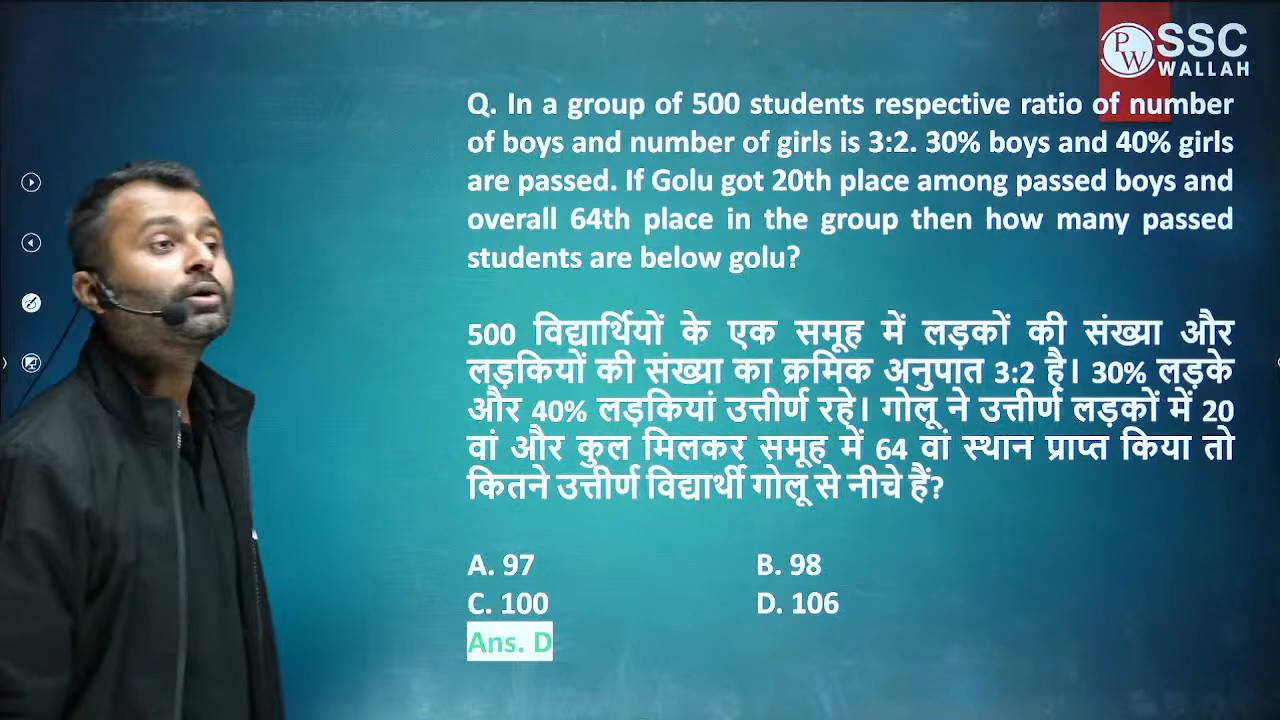 PW SSC
WALLAH
Q. In a group of 500 students respective ratio of number
of boys and number of girls is 3:2. 30% boys and 40% girls
are passed. If Golu got 20th place among passed boys and
overall 64th place in the group then how many passed
students are below golu?
500 विद्यार्थियों के एक समूह में लड़कों की संख्या और
लड़कियों की संख्या का क्रमिक अनुपात 3:2 है। 30% लड़के
और 40% लड़कियां उत्तीर्ण रहे। गोलू ने उत्तीर्ण लड़कों में 20
वां और कुल मिलकर समूह में 64 वां स्थान प्राप्त किया तो
कितने उत्तीर्ण विद्यार्थी गोलू से नीचे हैं?
A. 97 B. 98
C. 100 D. 106
Ans. D